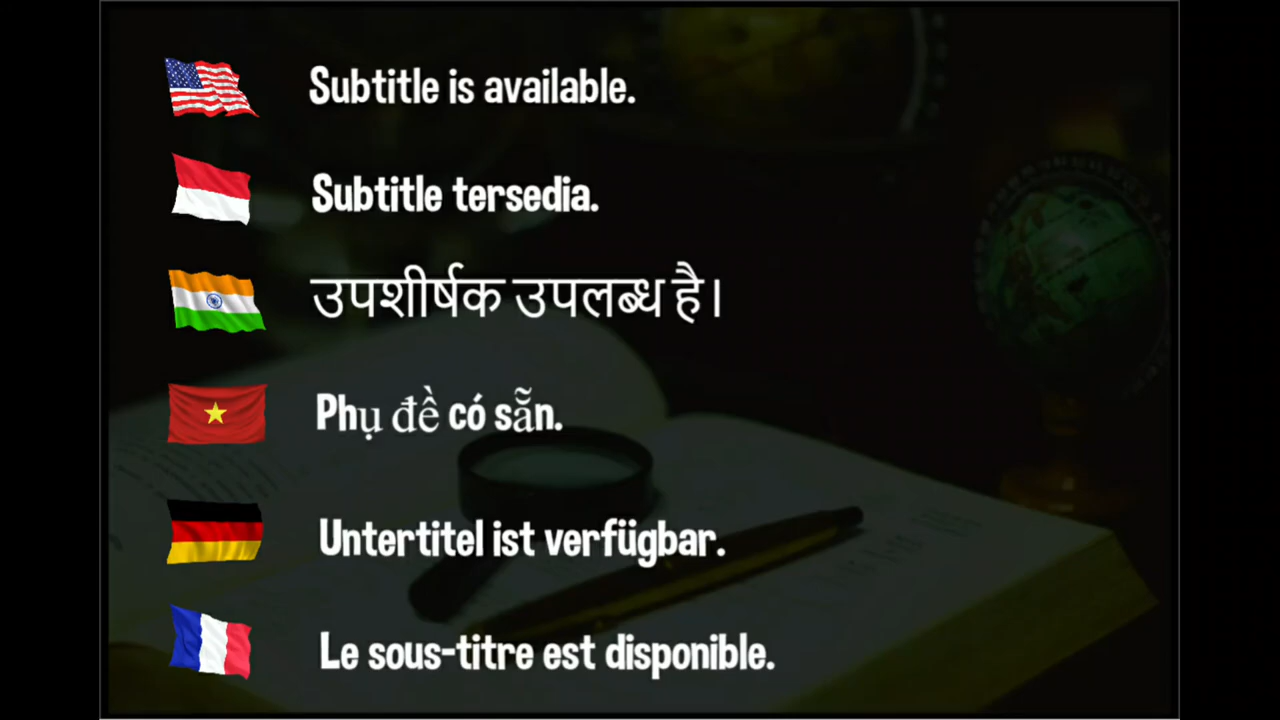 Subtitle is available.
Subtitle tersedia.
उपशीर्षक उपलब्ध है।
Phụ đề có sẵn.
Untertitel ist verfügbar.
Le sous-titre est disponible.